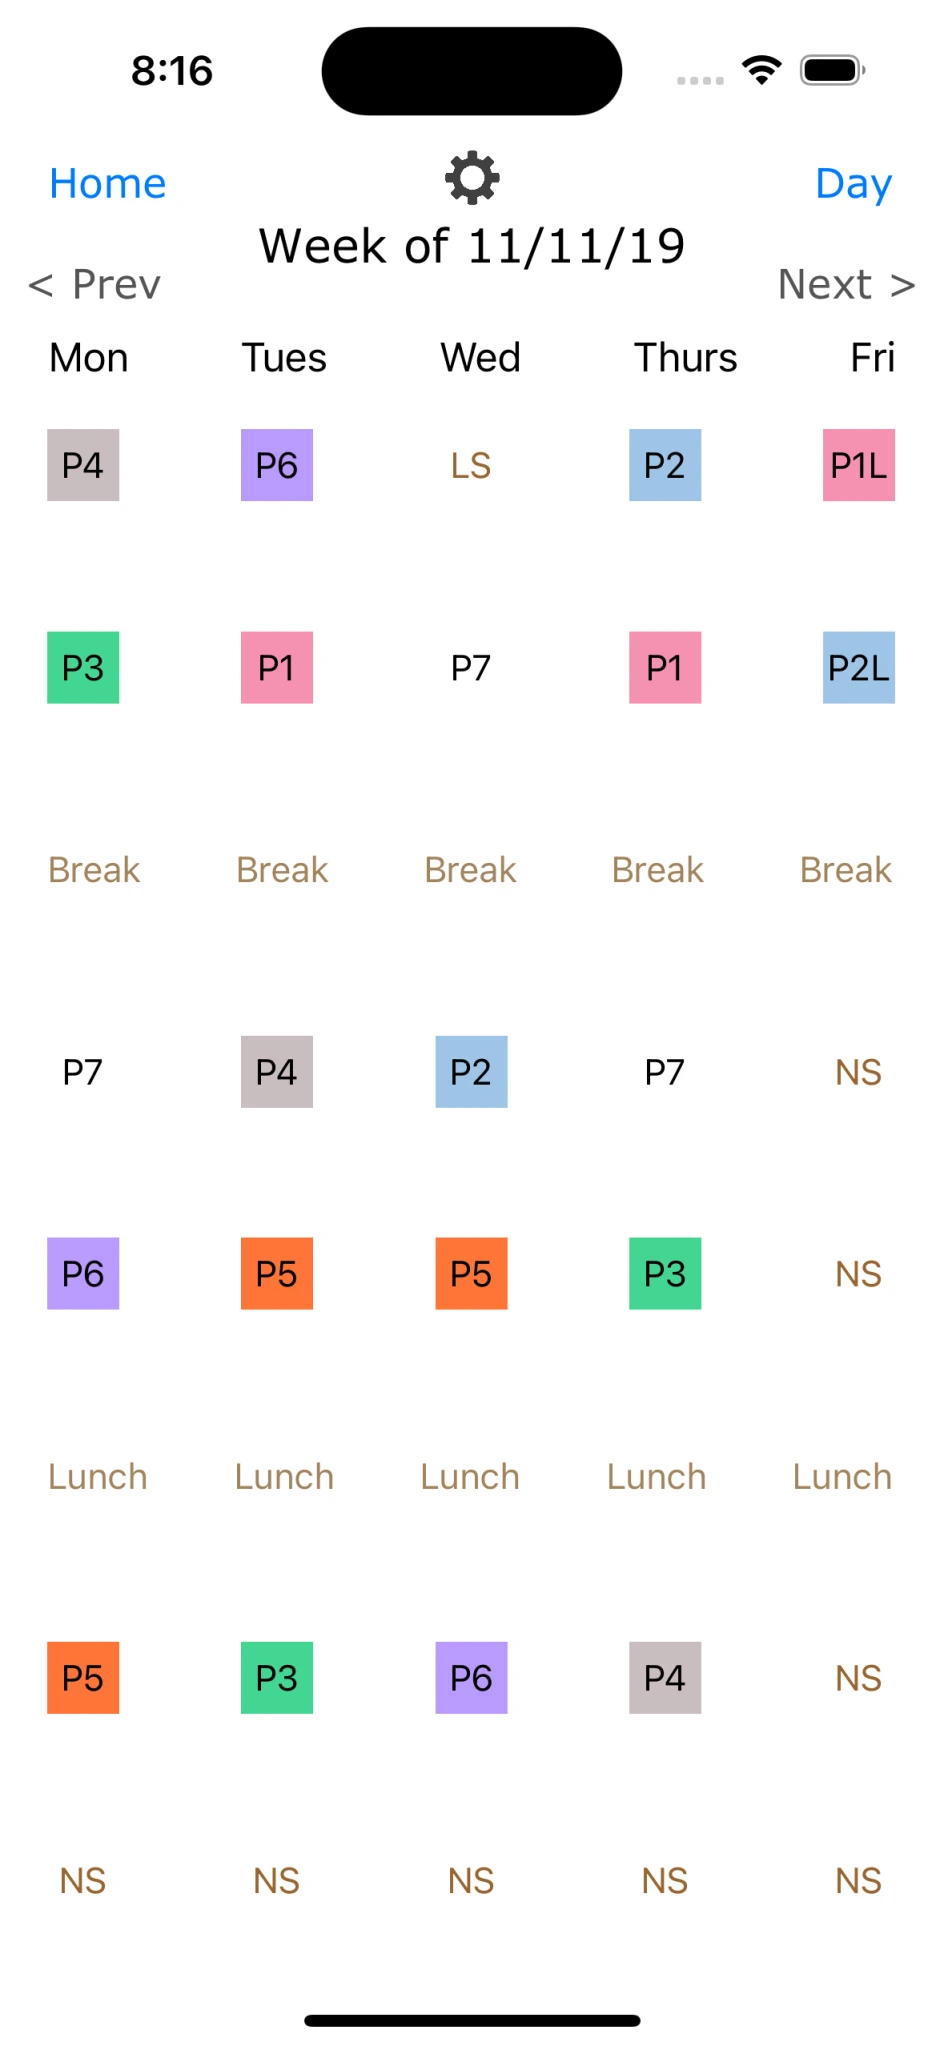 8:16
Home Day
Week of 11/11/19
< Prev Next >
Mon Tues Wed Thurs Fri
P4 P6 LS P2 P1L
P3 P1 P7 P1 P2L
Break Break Break Break Break
P7 P4 P2 P7 NS
P6 P5 P5 P3 NS
Lunch Lunch Lunch Lunch Lunch
P5 P3 P6 P4 NS
NS NS NS NS NS